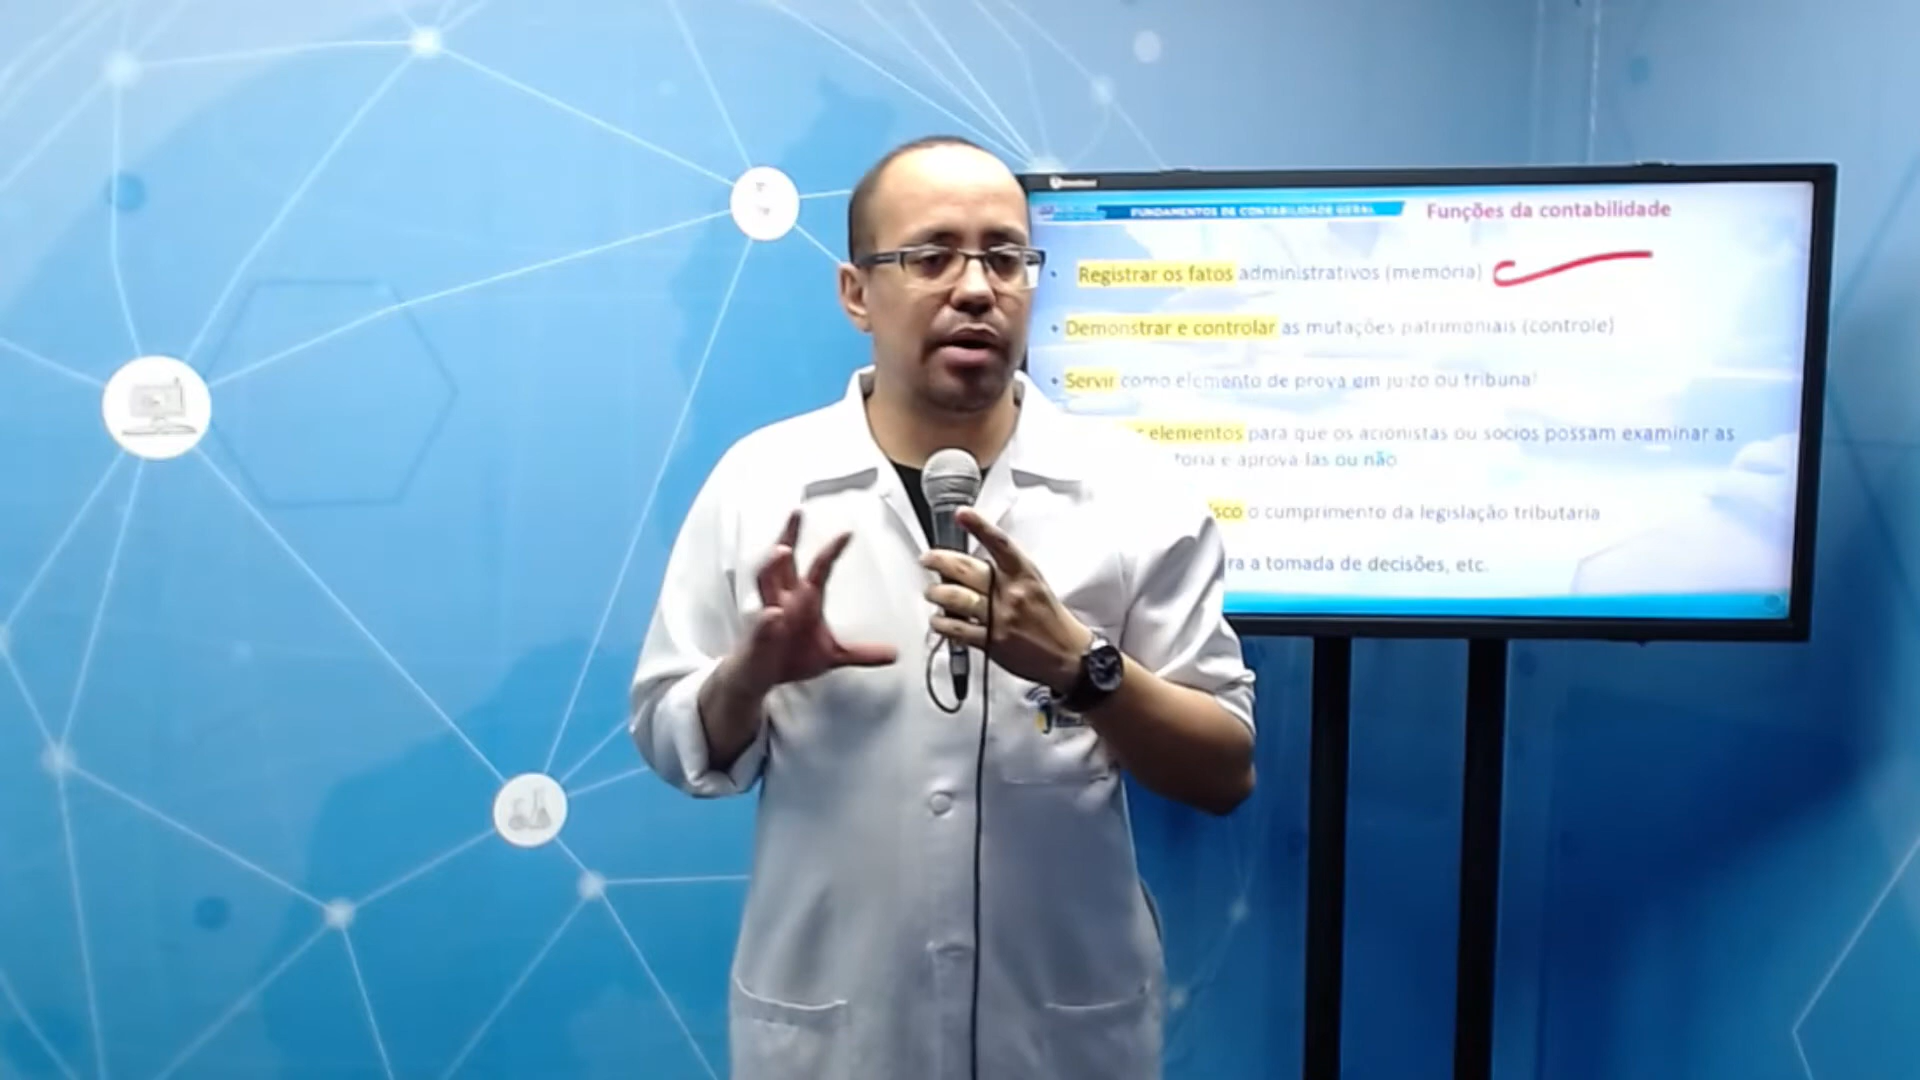 FUNDAMENTOS DE CONTABILIDADE GERAL
Funções da contabilidade
• Registrar os fatos administrativos (memória)
• Demonstrar e controlar as mutações patrimoniais (controle)
• Servir como elemento de prova em juízo ou tribunal
elementos para que os acionistas ou sócios possam examinar as
e aprová-las ou não
o cumprimento da legislação tributária
a tomada de decisões, etc.